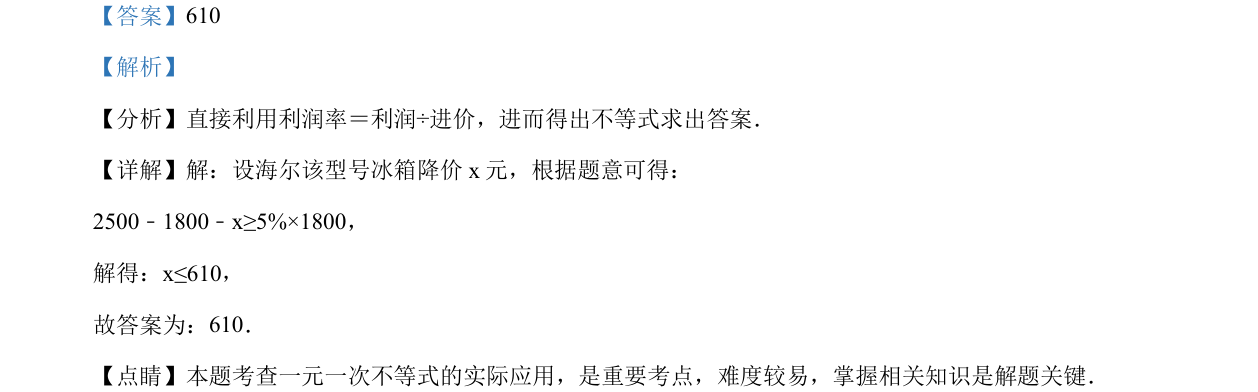 【答案】610
【解析】
【分析】直接利用利润率＝利润÷进价，进而得出不等式求出答案．
【详解】解：设海尔该型号冰箱降价 x 元，根据题意可得：
2500﹣1800﹣x≥5%×1800，
解得：x≤610，
故答案为：610．
【点睛】本题考查一元一次不等式的实际应用，是重要考点，难度较易，掌握相关知识是解题关键．